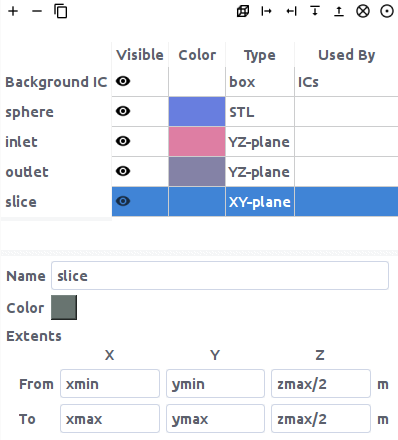 Visible Color Type Used By
Background IC box ICs
sphere STL
inlet YZ-plane
outlet YZ-plane
slice XY-plane
Name slice
Color
Extents
X Y Z
From xmin ymin zmax/2 m
To xmax ymax zmax/2 m